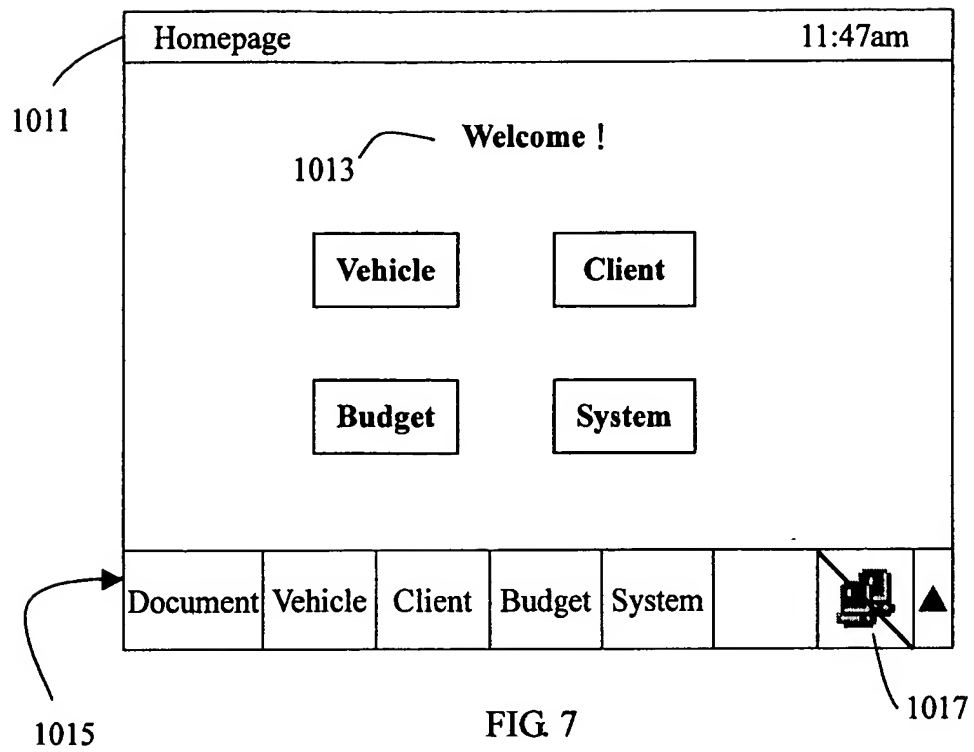 Homepage 11:47am
1011
Welcome !
1013
Vehicle Client
Budget System
Document Vehicle Client Budget System
1015
1017
FIG. 7